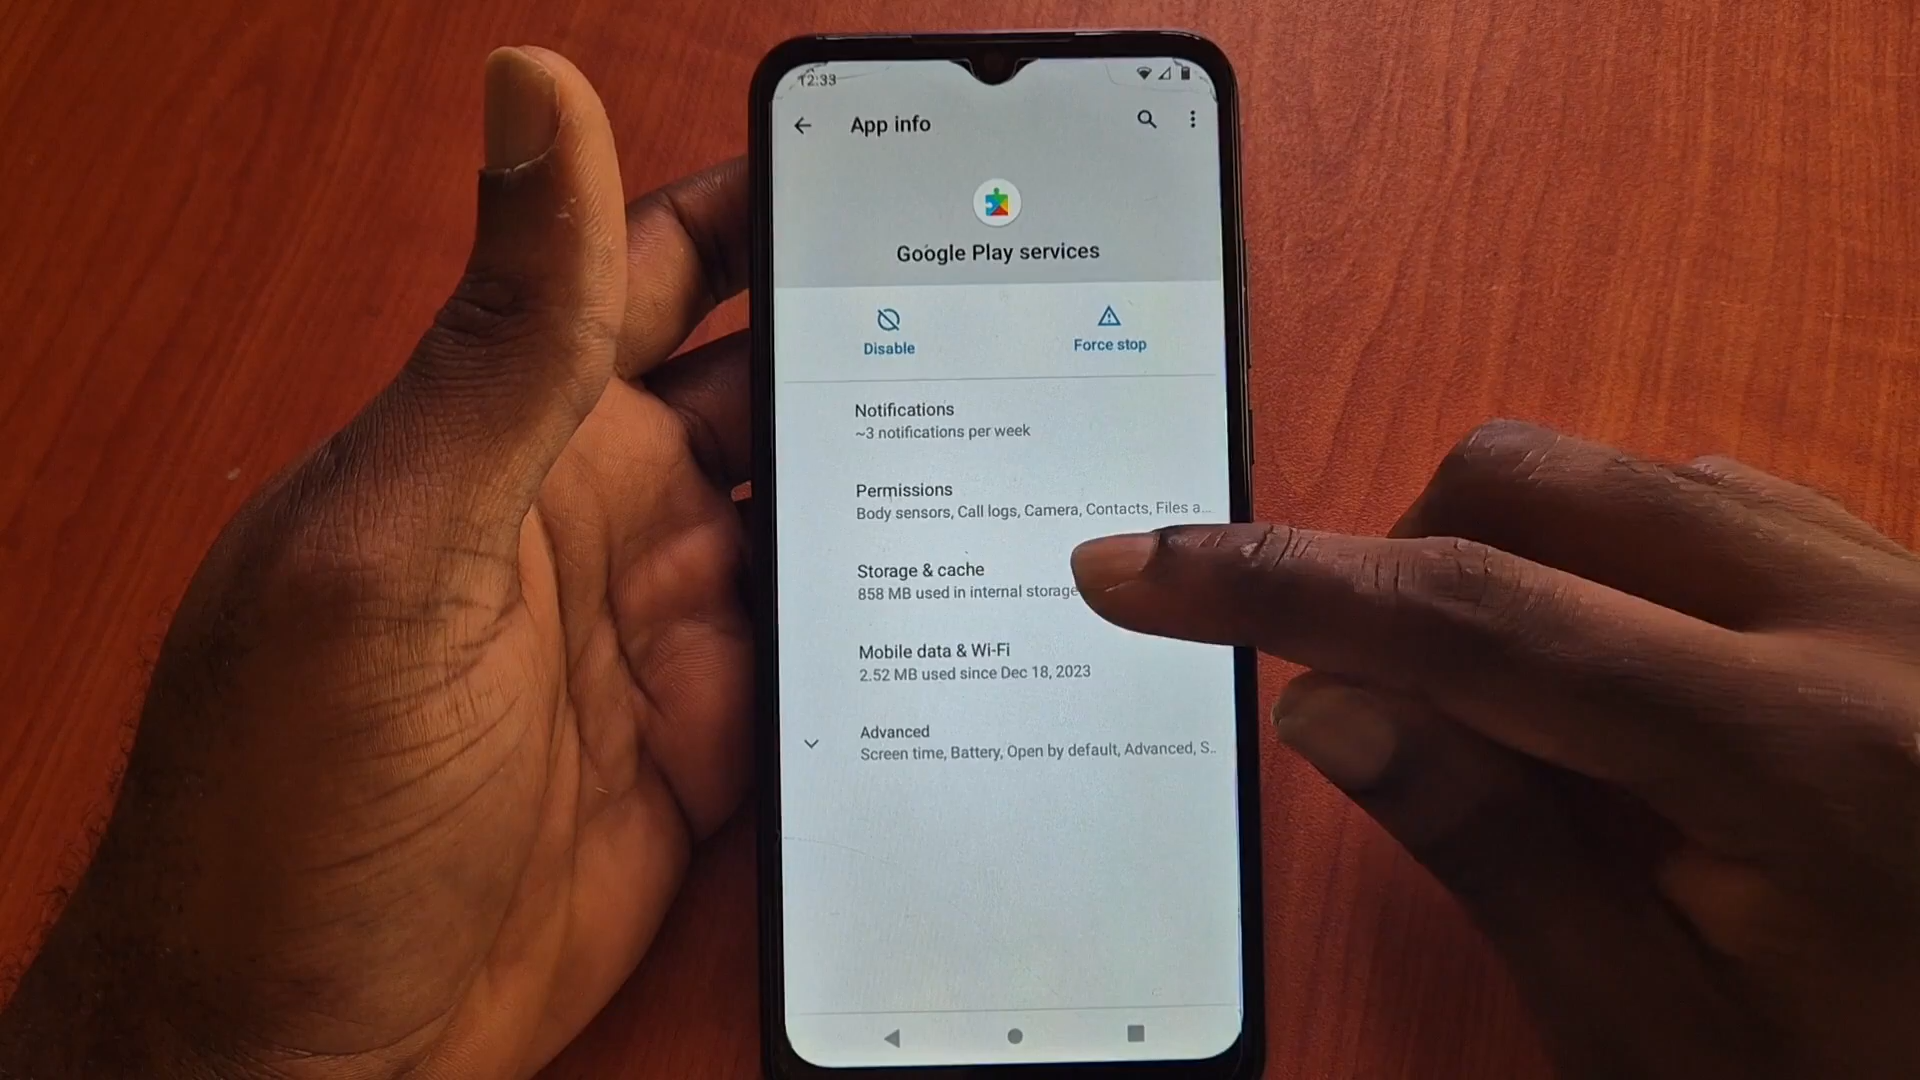 12:33
App info
Google Play services
Disable
Force stop
Notifications
~3 notifications per week
Permissions
Body sensors, Call logs, Camera, Contacts, Files a...
Storage & cache
858 MB used in internal storage
Mobile data & Wi-Fi
2.52 MB used since Dec 18, 2023
Advanced
Screen time, Battery, Open by default, Advanced, S..